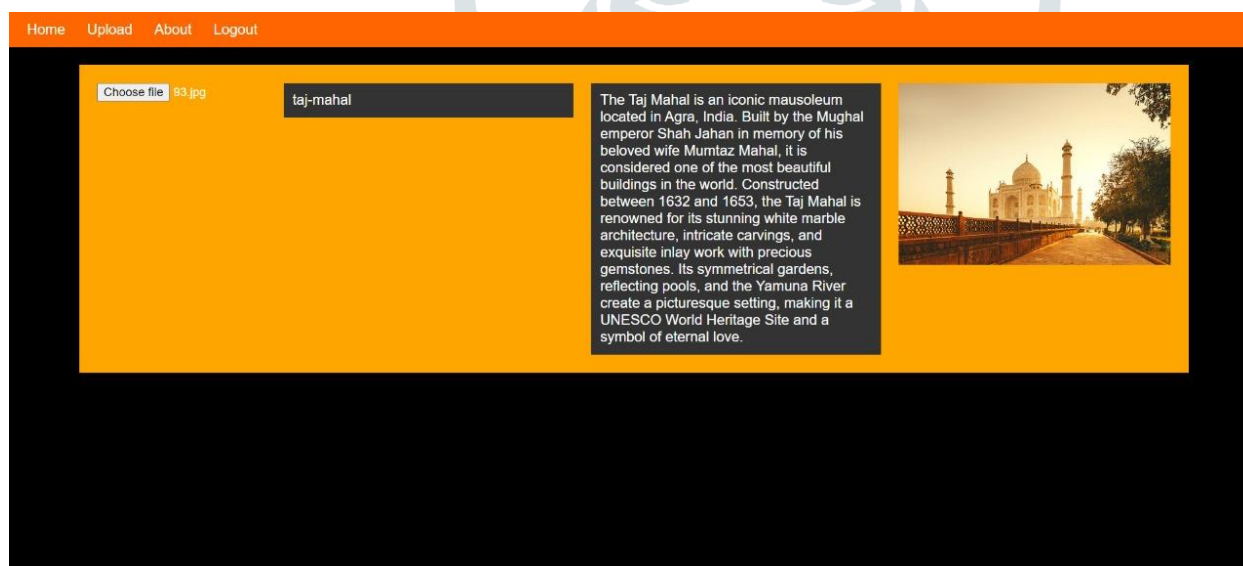 Home Upload About Logout
Choose file 93.jpg
taj-mahal
The Taj Mahal is an iconic mausoleum
located in Agra, India. Built by the Mughal
emperor Shah Jahan in memory of his
beloved wife Mumtaz Mahal, it is
considered one of the most beautiful
buildings in the world. Constructed
between 1632 and 1653, the Taj Mahal is
renowned for its stunning white marble
architecture, intricate carvings, and
exquisite inlay work with precious
gemstones. Its symmetrical gardens,
reflecting pools, and the Yamuna River
create a picturesque setting, making it a
UNESCO World Heritage Site and a
symbol of eternal love.